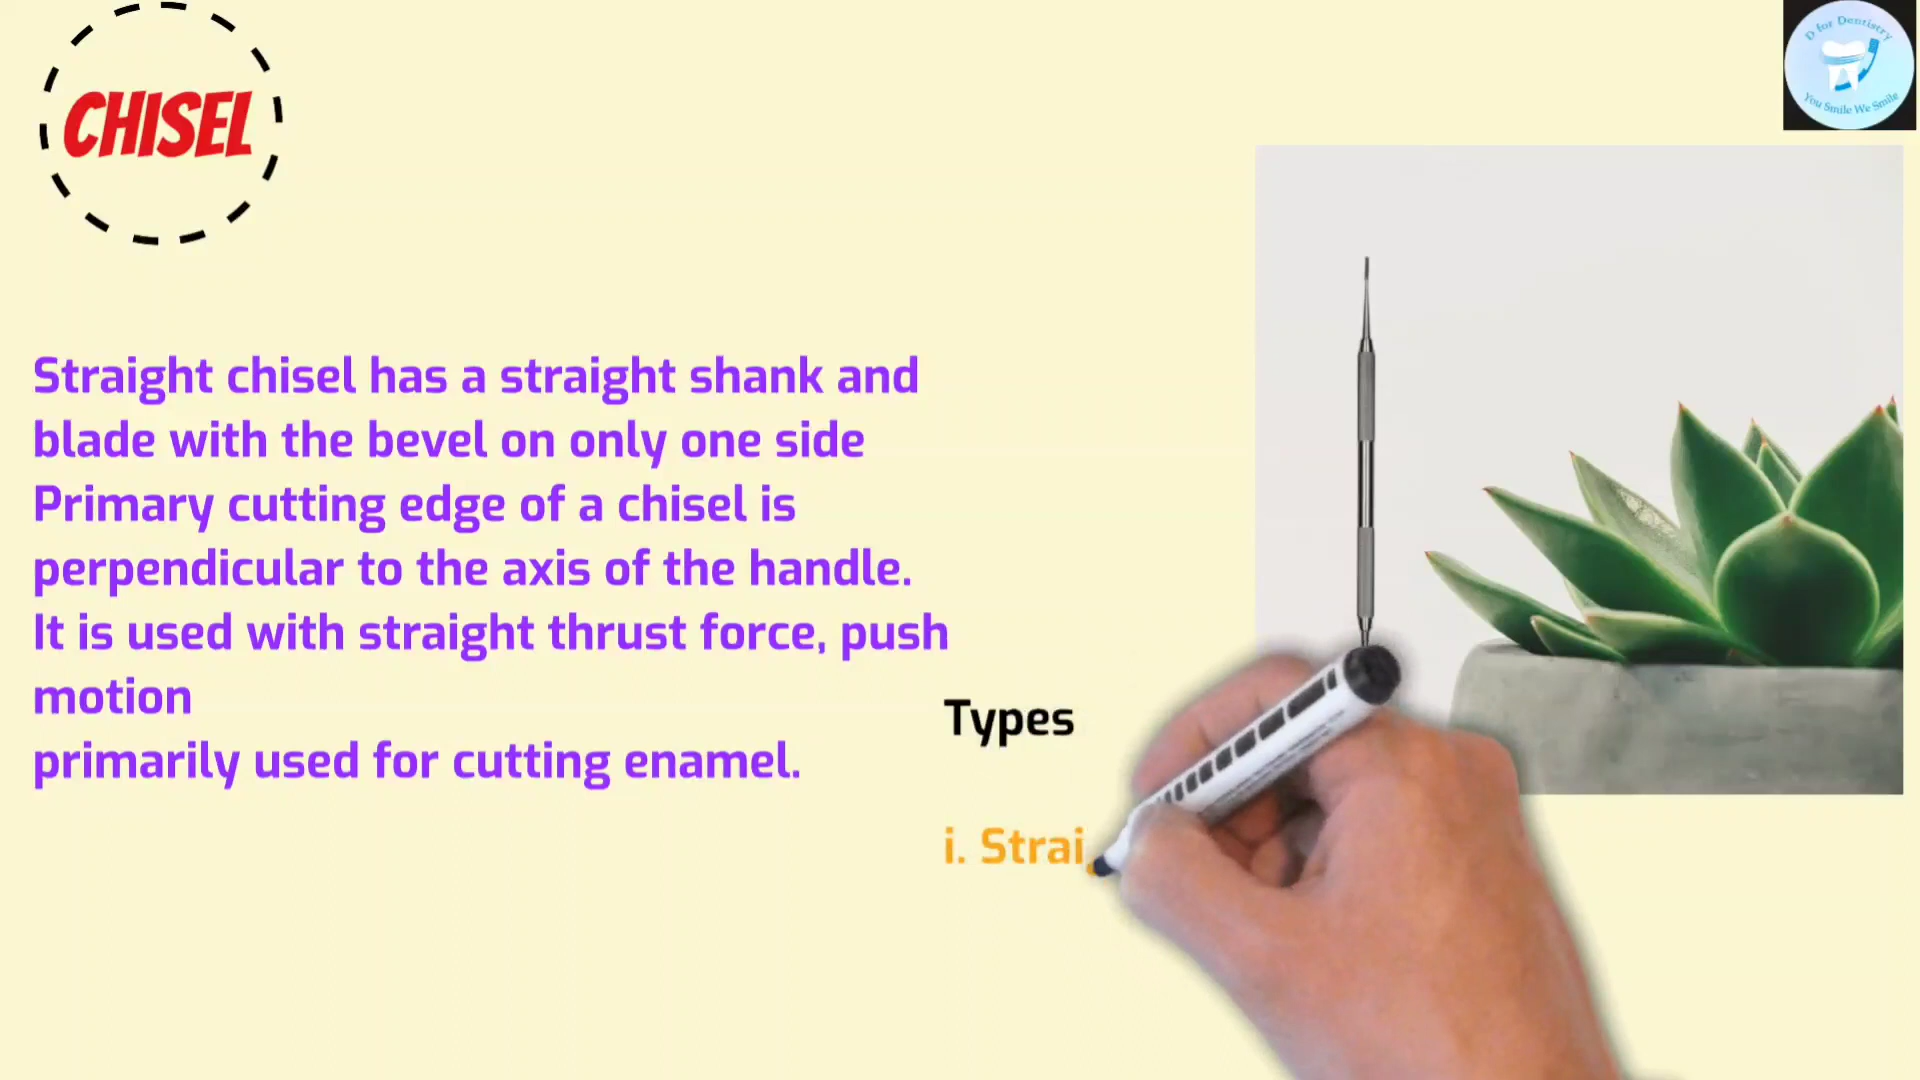 CHISEL
D for Dentistry
You Smile We Smile
Straight chisel has a straight shank and
blade with the bevel on only one side
Primary cutting edge of a chisel is
perpendicular to the axis of the handle.
It is used with straight thrust force, push
motion
primarily used for cutting enamel.
Types
i. Strai